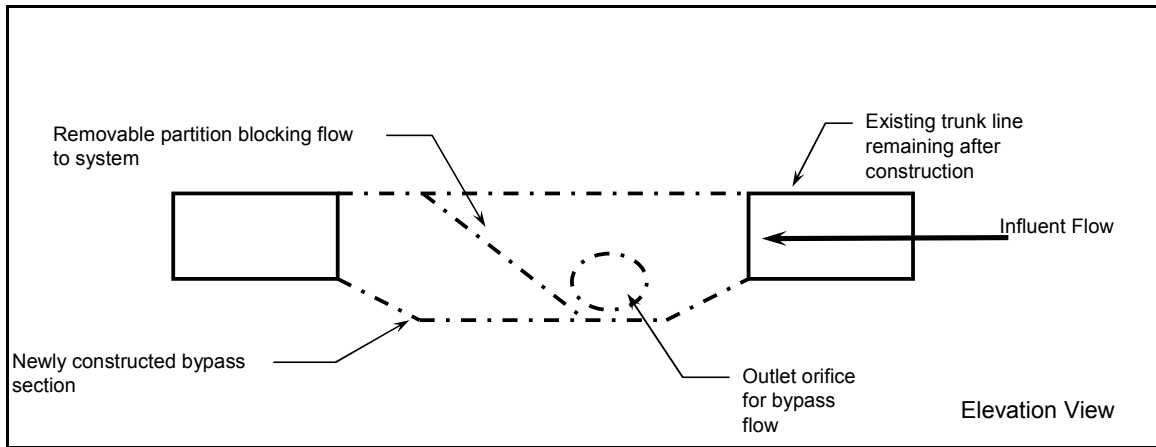 Removable partition blocking flow
to system
Existing trunk line
remaining after
construction
Influent Flow
Newly constructed bypass
section
Outlet orifice
for bypass
flow
Elevation View